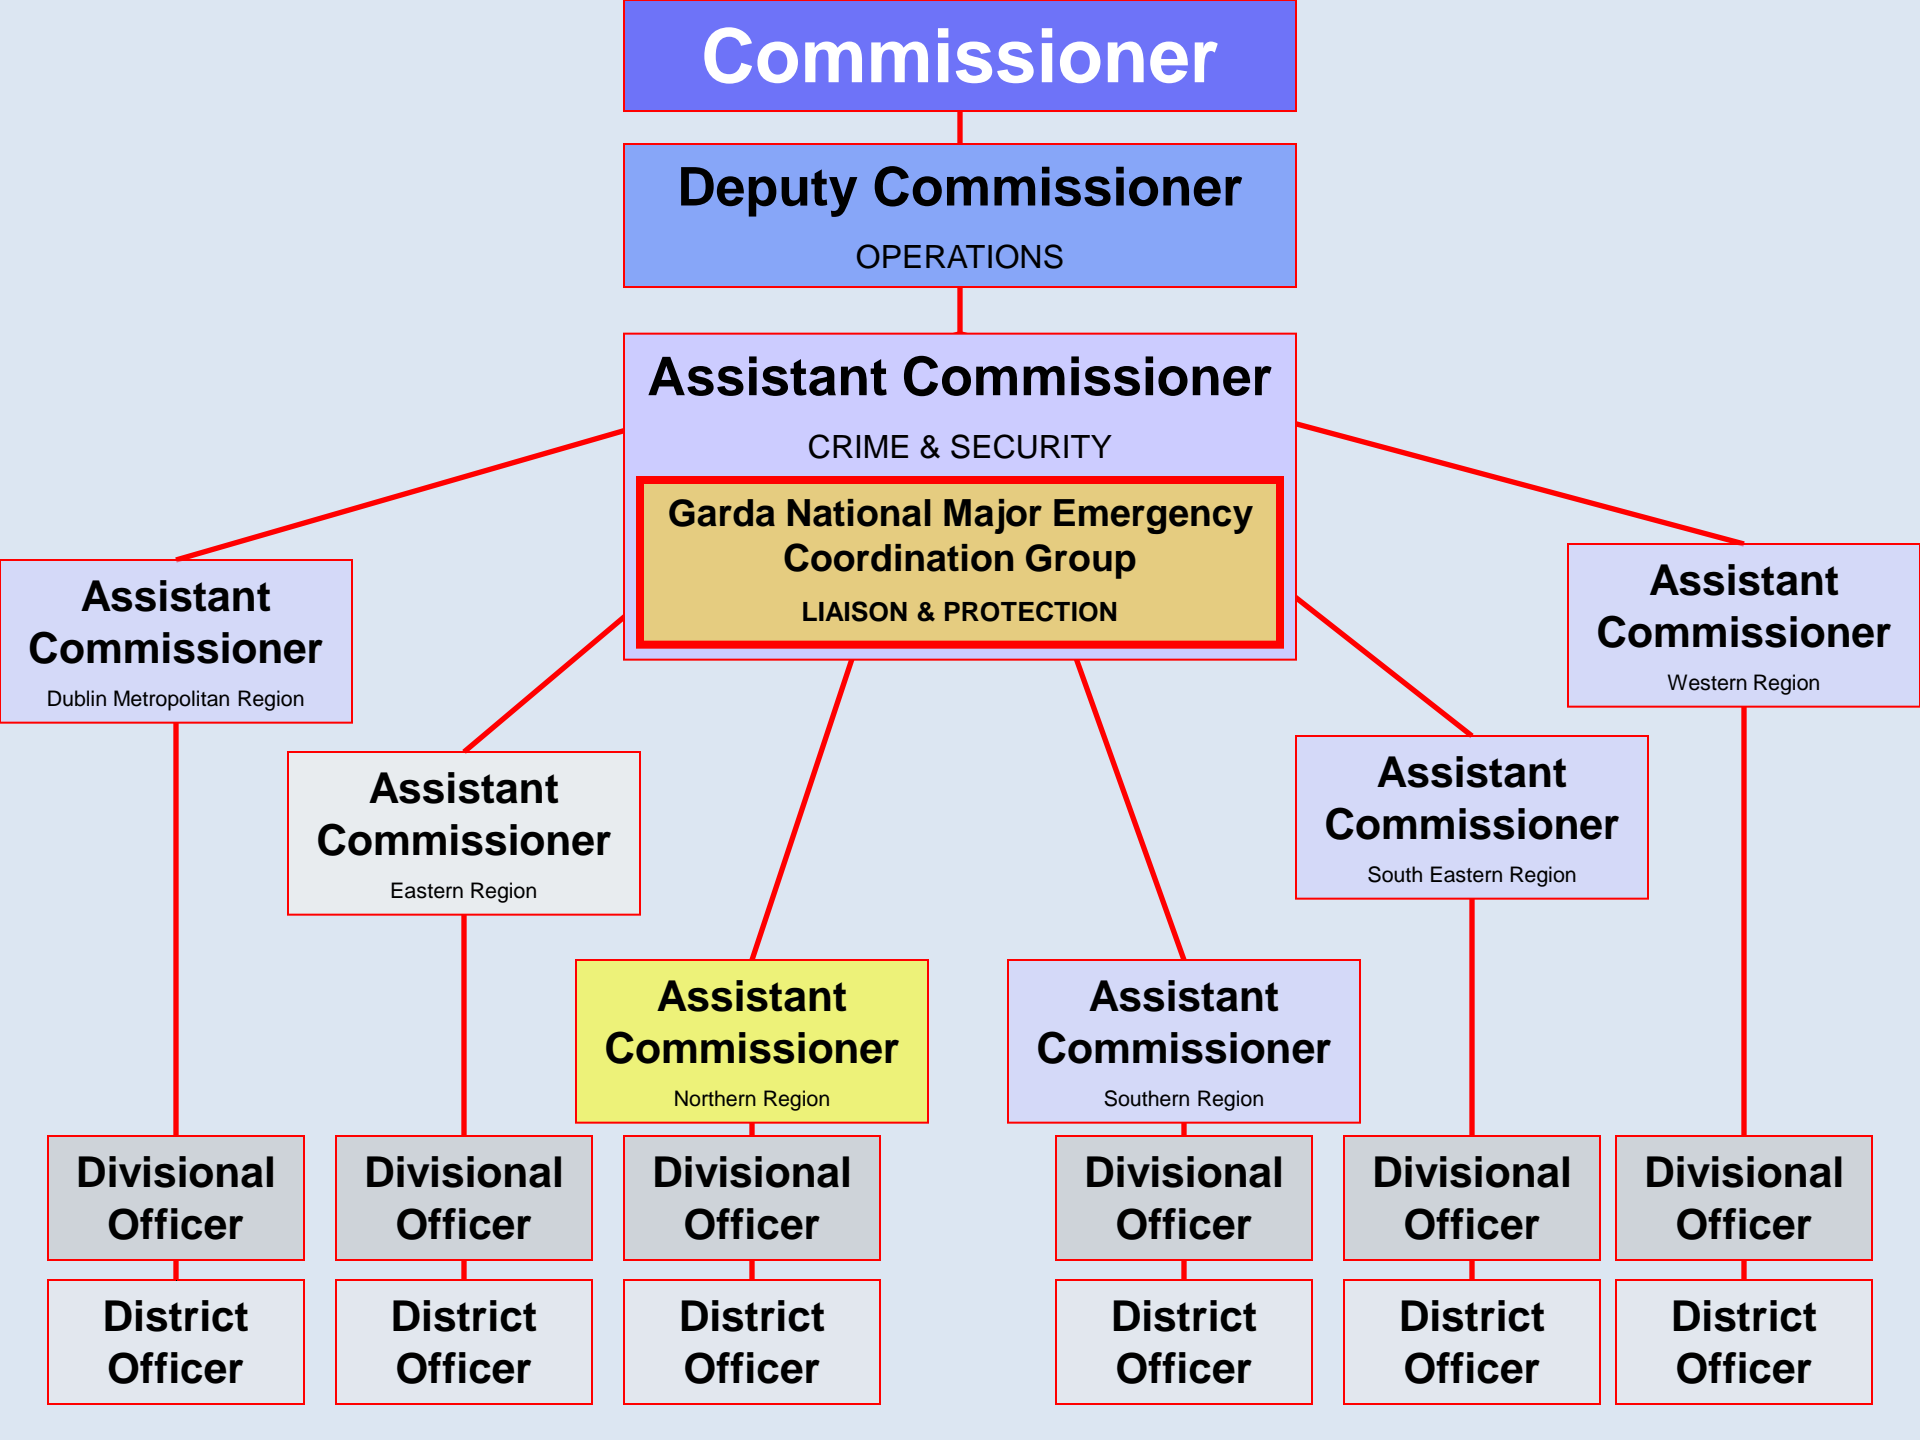 Commissioner
Deputy Commissioner
OPERATIONS
Assistant Commissioner
CRIME & SECURITY
Garda National Major Emergency
Coordination Group
LIAISON & PROTECTION
Assistant
Commissioner
Dublin Metropolitan Region
Assistant
Commissioner
Western Region
Assistant
Commissioner
Eastern Region
Assistant
Commissioner
South Eastern Region
Assistant
Commissioner
Northern Region
Assistant
Commissioner
Southern Region
Divisional
Officer
Divisional
Officer
Divisional
Officer
Divisional
Officer
Divisional
Officer
Divisional
Officer
District
Officer
District
Officer
District
Officer
District
Officer
District
Officer
District
Officer